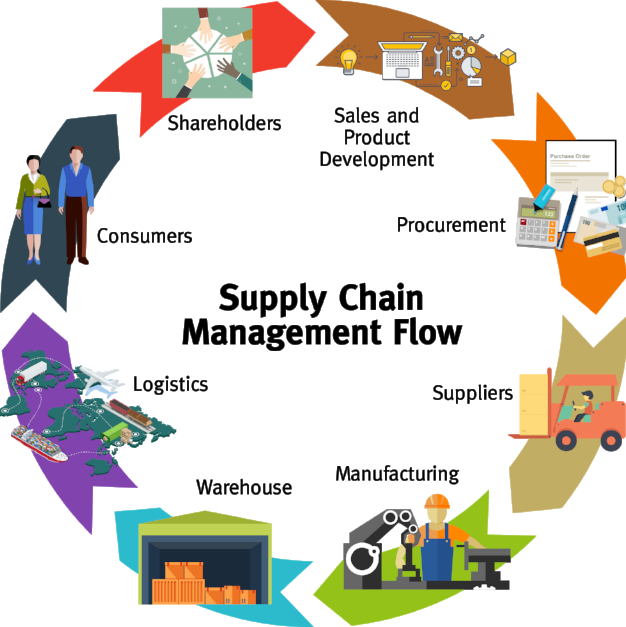 Shareholders
Sales and
Product
Development
Purchase Order
Procurement
Consumers
Supply Chain
Management Flow
Logistics
Suppliers
Manufacturing
Warehouse